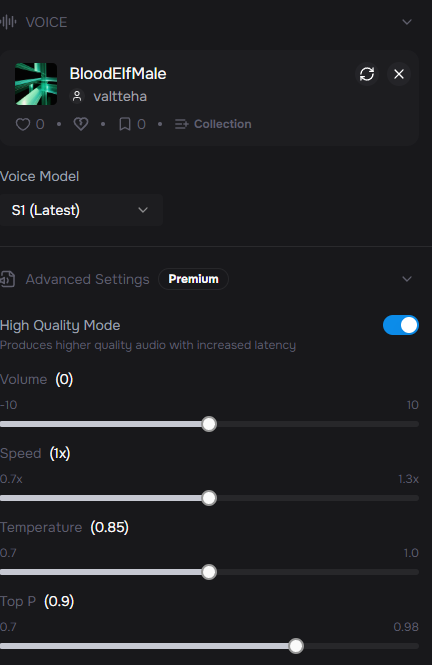 VOICE
BloodElfMale
valtteha
0 • • 0 • Collection
Voice Model
S1 (Latest)
Advanced Settings Premium
High Quality Mode
Produces higher quality audio with increased latency
Volume (0)
-10 10
Speed (1x)
0.7x 1.3x
Temperature (0.85)
0.7 1.0
Top P (0.9)
0.7 0.98